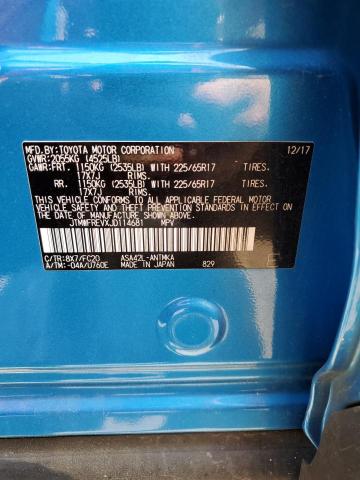 MFD.BY:TOYOTA MOTOR CORPORATION 12/17
GVWR:2055KG (4525LB)
GAWR:FRT. 1150KG (2535LB) WITH 225/65R17 TIRES.
17X7J RIMS.
RR. 1150KG (2535LB) WITH 225/65R17 TIRES.
17X7J RIMS.
THIS VEHICLE CONFORMS TO ALL APPLICABLE FEDERAL MOTOR
VEHICLE SAFETY AND THEFT PREVENTION STANDARDS IN EFFECT
ON THE DATE OF MANUFACTURE SHOWN ABOVE.
JTMWFREVXJD114681 MPV
C/TR:8X7/FC20 ASA42L-ANTMKA
A/TM:-04A/U760E MADE IN JAPAN 829 E